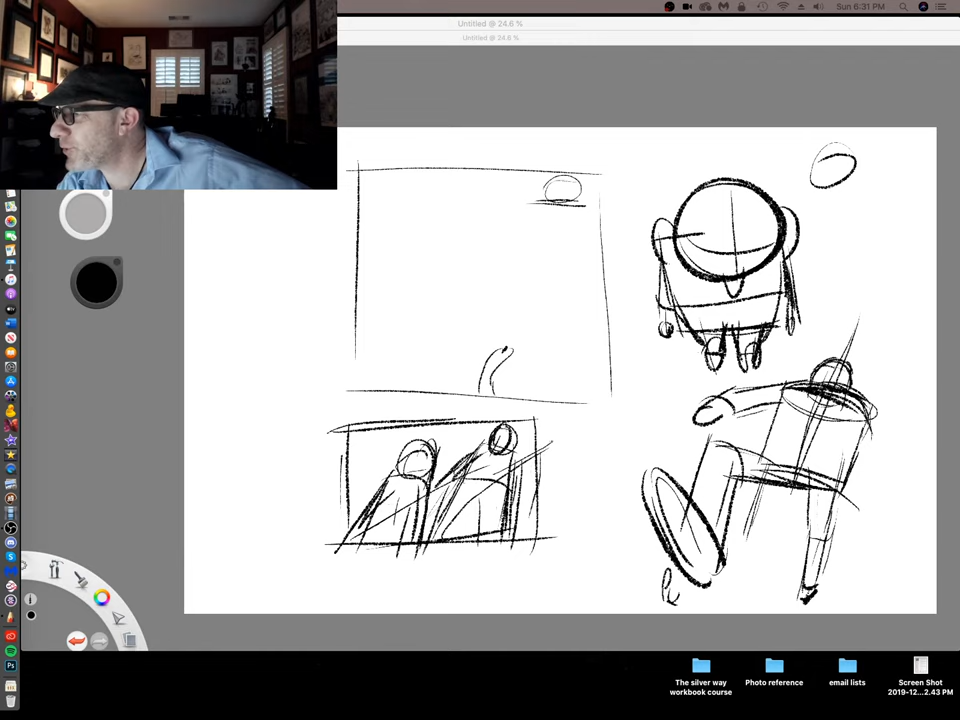 Sun 6:31 PM
Untitled @ 24.6 %
Untitled @ 24.6 %
Ps
The silver way
workbook course
Photo reference
email lists
Screen Shot
2019-12...2.43 PM